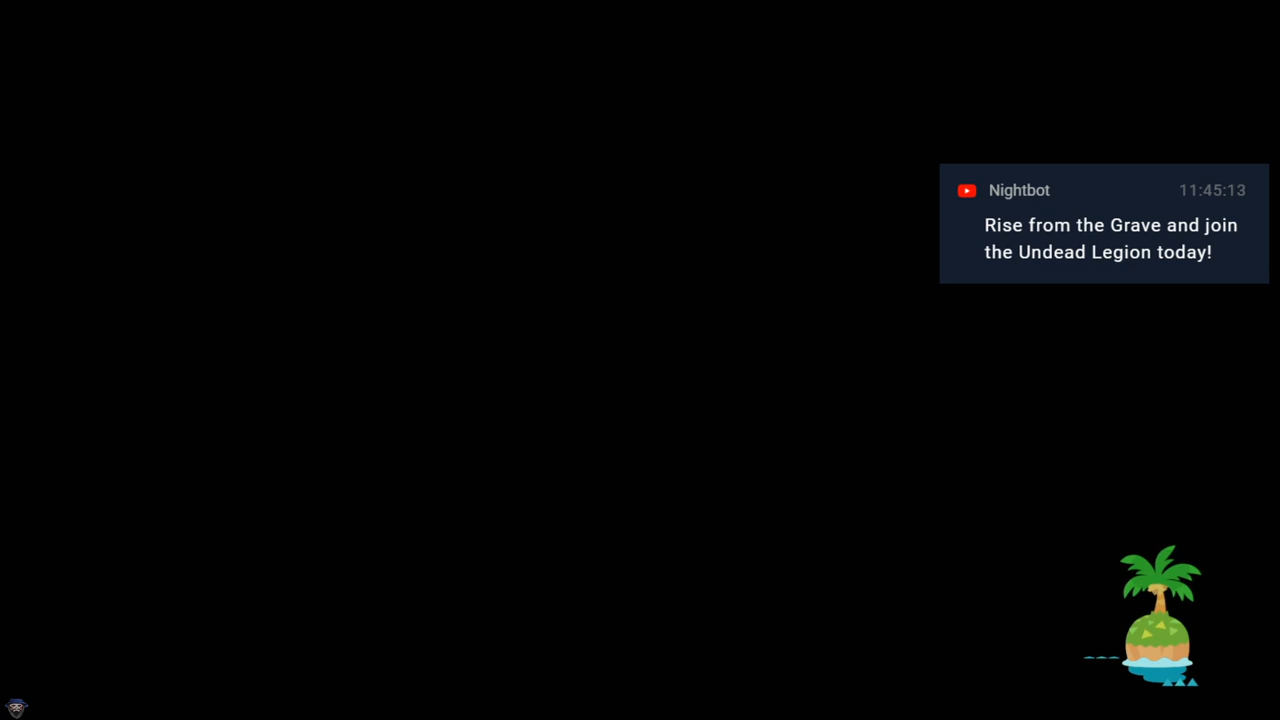 Nightbot 11:45:13
Rise from the Grave and join
the Undead Legion today!